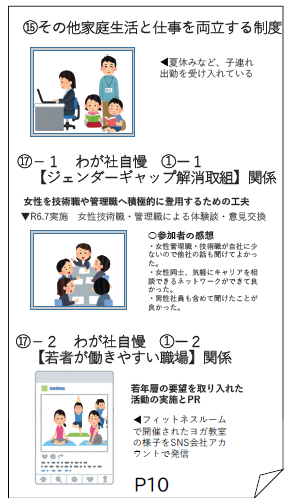 ⑮その他家庭生活と仕事を両立する制度
◀夏休みなど、子連れ
出勤を受け入れている
⑰－１　わが社自慢　①ー１
【ジェンダーギャップ解消取組】関係
女性を技術職や管理職へ積極的に登用するための工夫
▼R6.7実施　女性技術職・管理職による体験談・意見交換
〇参加者の感想
・女性管理職・技術職が自社に少
ないので他社の話も聞けてよかっ
た。
・女性同士、気軽にキャリアを相
談できるネットワークができて良
かった。
・男性社員も含めて聞けたことが
良かった。
⑰－２　わが社自慢　①ー２
【若者が働きやすい職場】関係
若年層の要望を取り入れた
活動の実施とPR
◀フィットネスルーム
で開催されたヨガ教室
の様子をSNS会社アカ
ウントで発信
P10